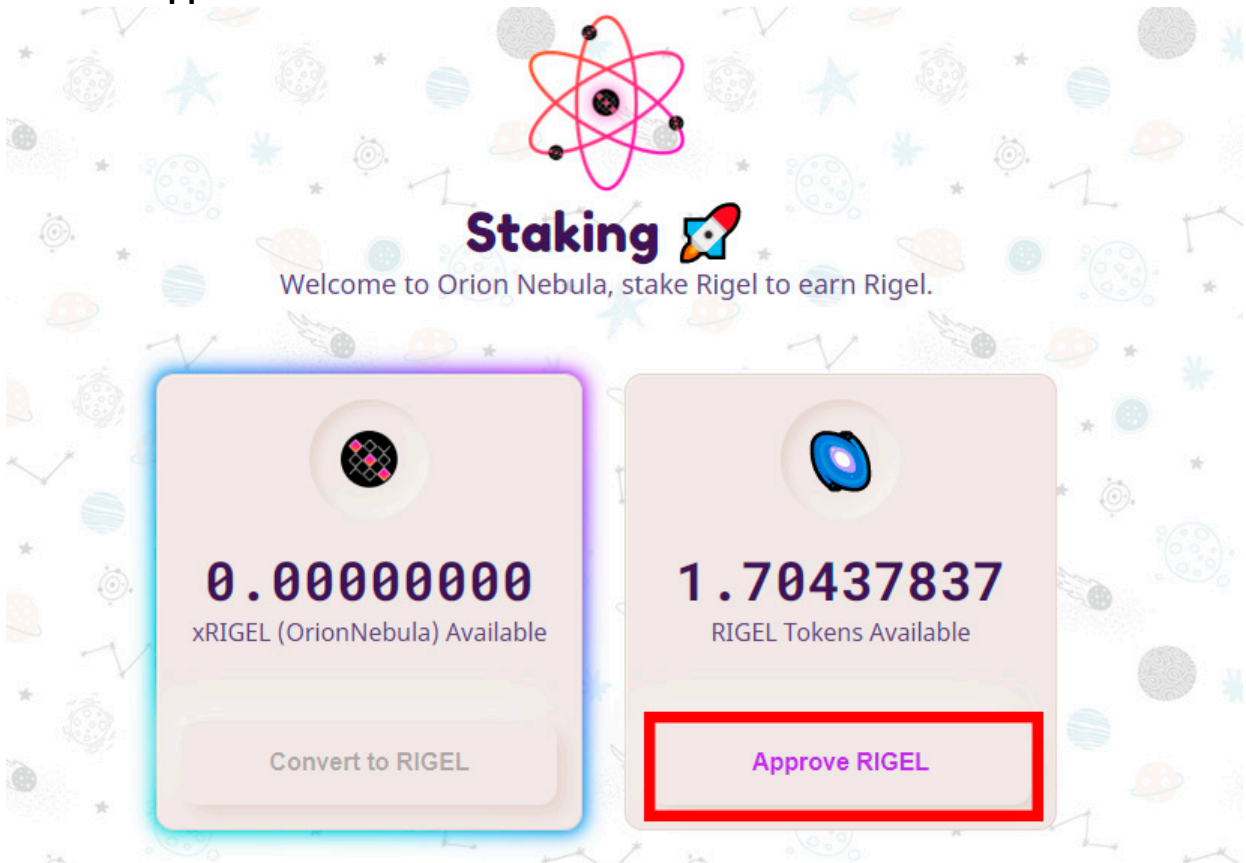 Staking 🚀
Welcome to Orion Nebula, stake Rigel to earn Rigel.
0.00000000
xRIGEL (OrionNebula) Available
Convert to RIGEL
1.70437837
RIGEL Tokens Available
Approve RIGEL